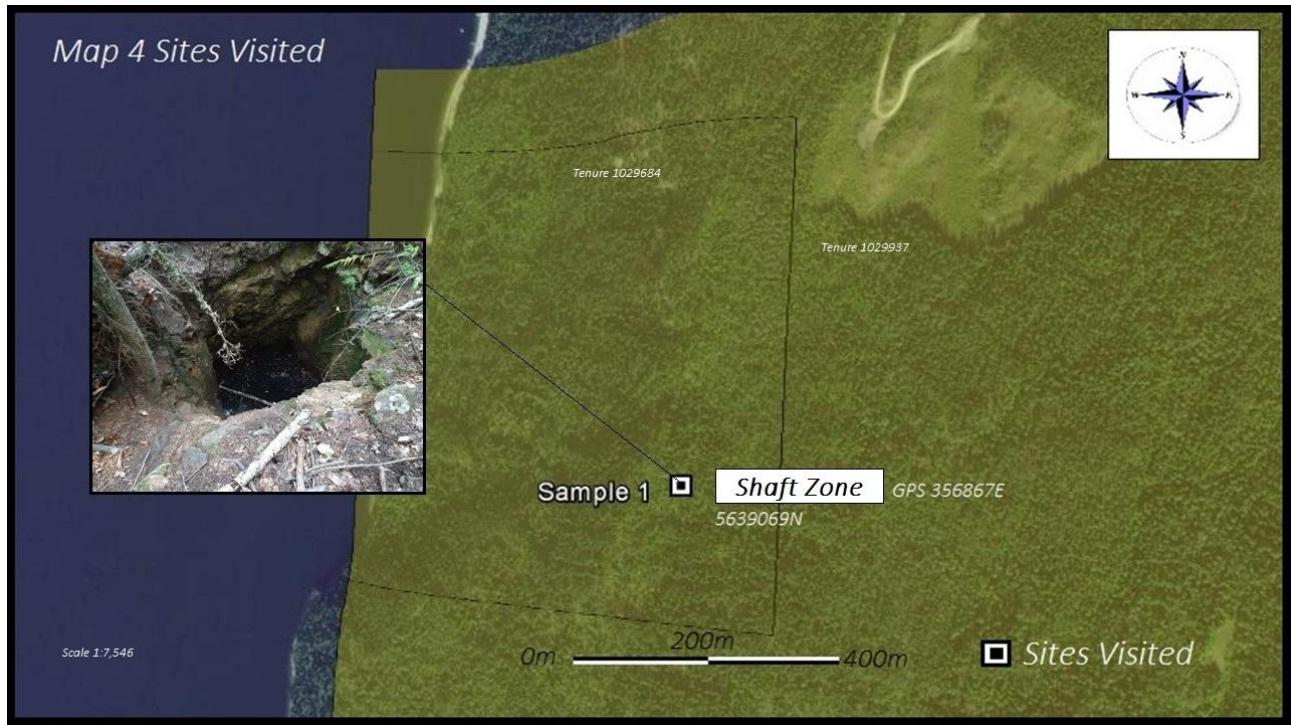 Map 4 Sites Visited
N
W E
S
Tenure 1029684
Tenure 1029937
Sample 1
Shaft Zone GPS 356867E
5639069N
200m
0m 400m
Sites Visited
Scale 1:7,546